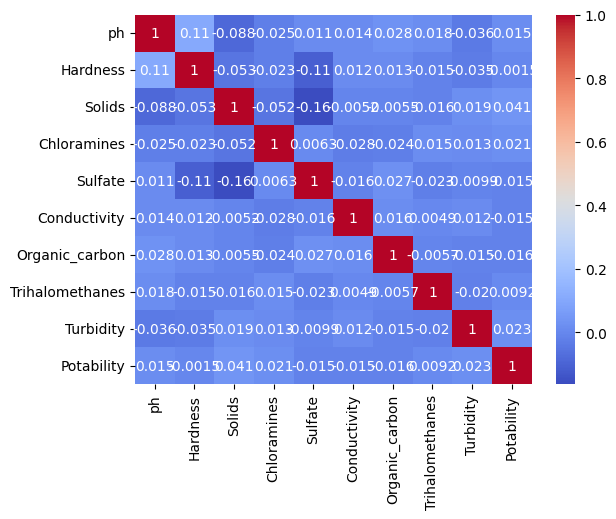 ph 1 0.11 -0.088 -0.025 0.011 0.014 0.028 0.018 -0.036 0.015
Hardness 0.11 1 -0.053 -0.023 -0.11 0.012 0.013 -0.015 -0.035 -0.0015
Solids -0.088 -0.053 1 -0.052 -0.16 -0.0052 -0.0055 -0.016 0.019 0.041
Chloramines -0.025 -0.023 -0.052 1 0.0063 -0.028 -0.024 0.015 0.013 0.021
Sulfate 0.011 -0.11 -0.16 0.0063 1 -0.016 0.027 -0.023 -0.0099 -0.015
Conductivity 0.014 0.012 -0.0052 -0.028 -0.016 1 0.016 0.0049 0.012 -0.015
Organic_carbon 0.028 0.013 -0.0055 -0.024 0.027 0.016 1 -0.0057 -0.015 -0.016
Trihalomethanes 0.018 -0.015 -0.016 0.015 -0.023 0.0049 -0.0057 1 -0.02 0.0092
Turbidity -0.036 -0.035 0.019 0.013 -0.0099 0.012 -0.015 -0.02 1 0.023
Potability 0.015 -0.0015 0.041 0.021 -0.015 -0.015 -0.016 0.0092 0.023 1
ph
Hardness
Solids
Chloramines
Sulfate
Conductivity
Organic_carbon
Trihalomethanes
Turbidity
Potability
1.0
0.8
0.6
0.4
0.2
0.0